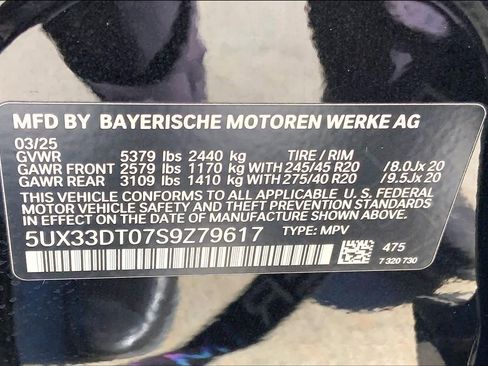 MFD BY BAYERISCHE MOTOREN WERKE AG
03/25
GVWR 5379 lbs 2440 kg TIRE / RIM
GAWR FRONT 2579 lbs 1170 kg WITH 245/45 R20 / 8.0Jx 20
GAWR REAR 3109 lbs 1410 kg WITH 275/40 R20 / 9.5Jx 20
THIS VEHICLE CONFORMS TO ALL APPLICABLE U. S. FEDERAL
MOTOR VEHICLE SAFETY AND THEFT PREVENTION STANDARDS
IN EFFECT ON THE DATE OF MANUFACTURE SHOWN ABOVE.
5UX33DT07S9Z79617 TYPE: MPV
475
7 320 730